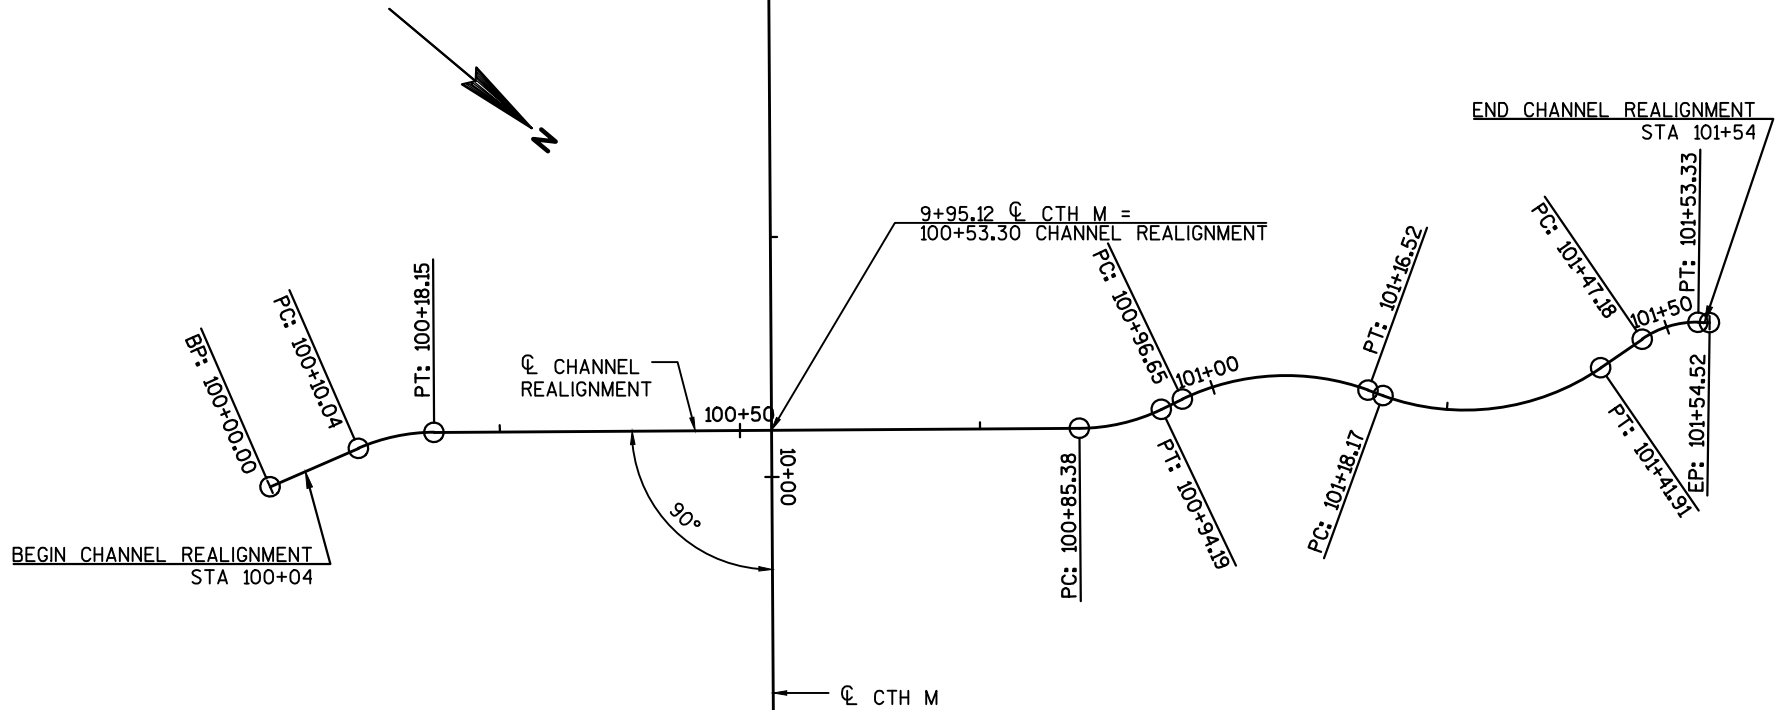 N
END CHANNEL REALIGNMENT
STA 101+54
9+95.12 ℄ CTH M =
100+53.30 CHANNEL REALIGNMENT
BP: 100+00.00
PC: 100+10.04
PT: 100+18.15
℄ CHANNEL
REALIGNMENT
100+50
10+00
90°
BEGIN CHANNEL REALIGNMENT
STA 100+04
PC: 100+85.38
PT: 100+94.19
PC: 100+96.65
101+00
PT: 101+16.52
PC: 101+18.17
PT: 101+41.91
PC: 101+47.18
101+50
PT: 101+53.33
EP: 101+54.52
℄ CTH M